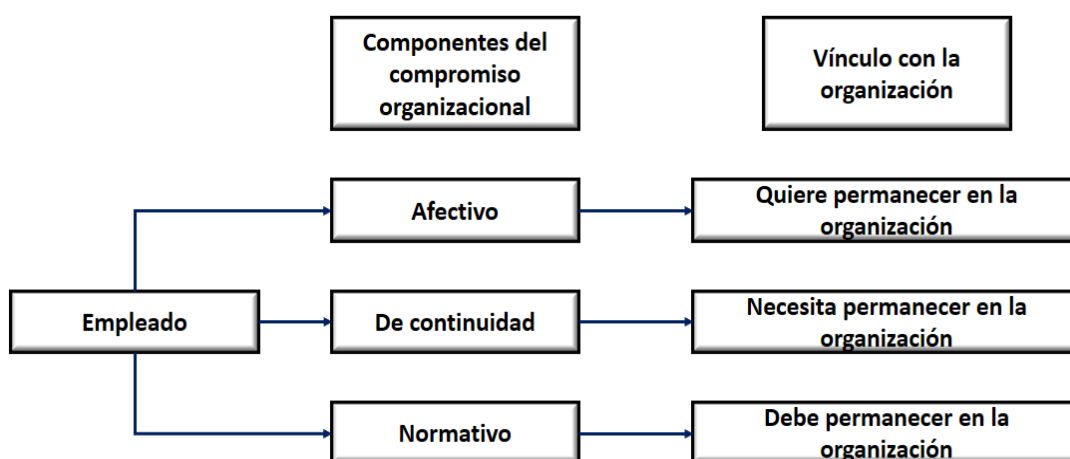 Componentes del
compromiso
organizacional
Vínculo con la
organización
Afectivo
Quiere permanecer en la
organización
Empleado
De continuidad
Necesita permanecer en la
organización
Normativo
Debe permanecer en la
organización